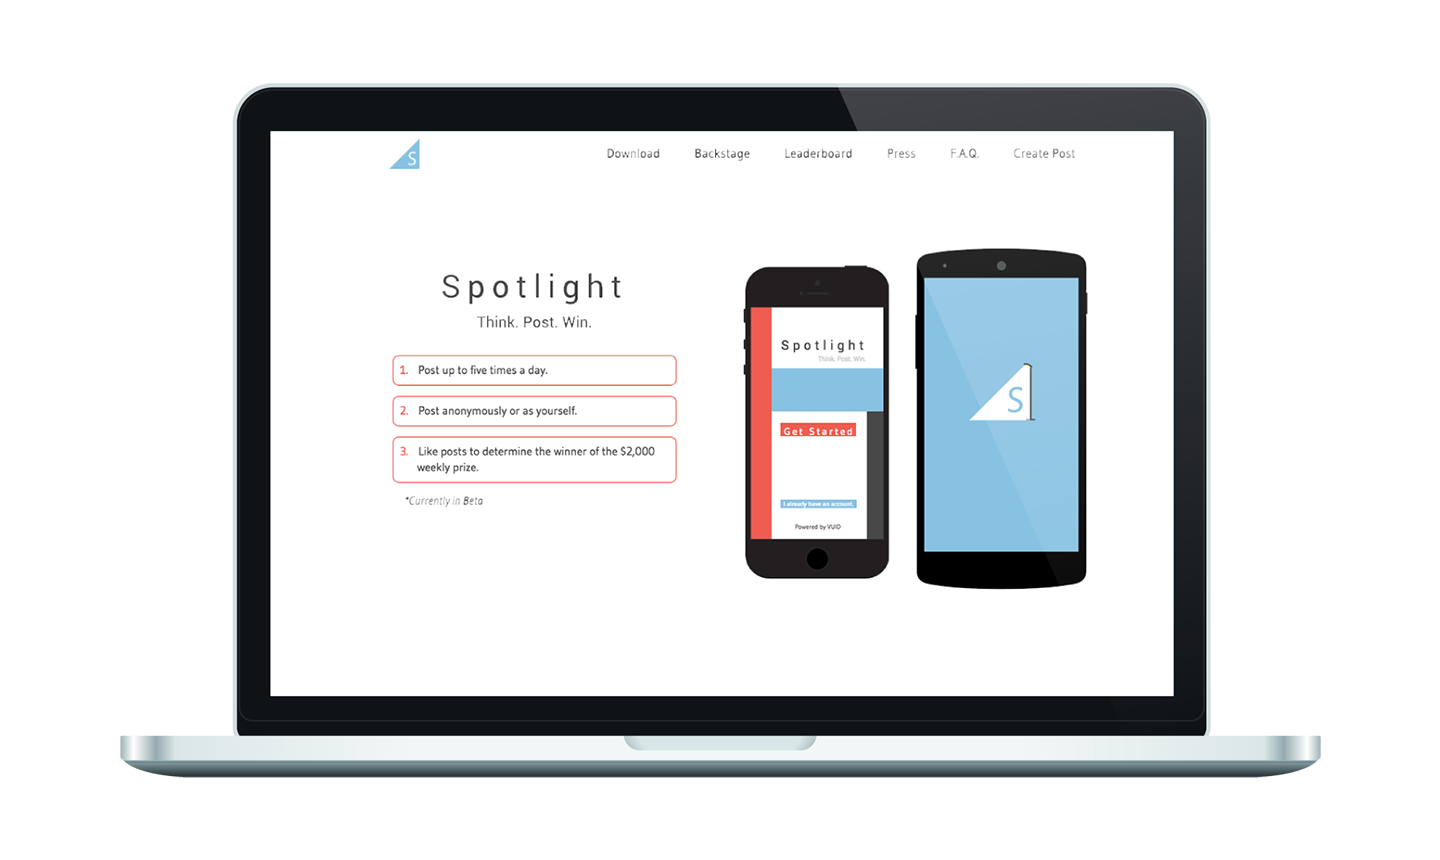 S
Download Backstage Leaderboard Press F.A.Q. Create Post
Spotlight
Think. Post. Win.
1. Post up to five times a day.
2. Post anonymously or as yourself.
3. Like posts to determine the winner of the $2,000
weekly prize.
*Currently in Beta
Spotlight
Think. Post. Win.
Get Started
I already have an account.
Powered by VUID
S